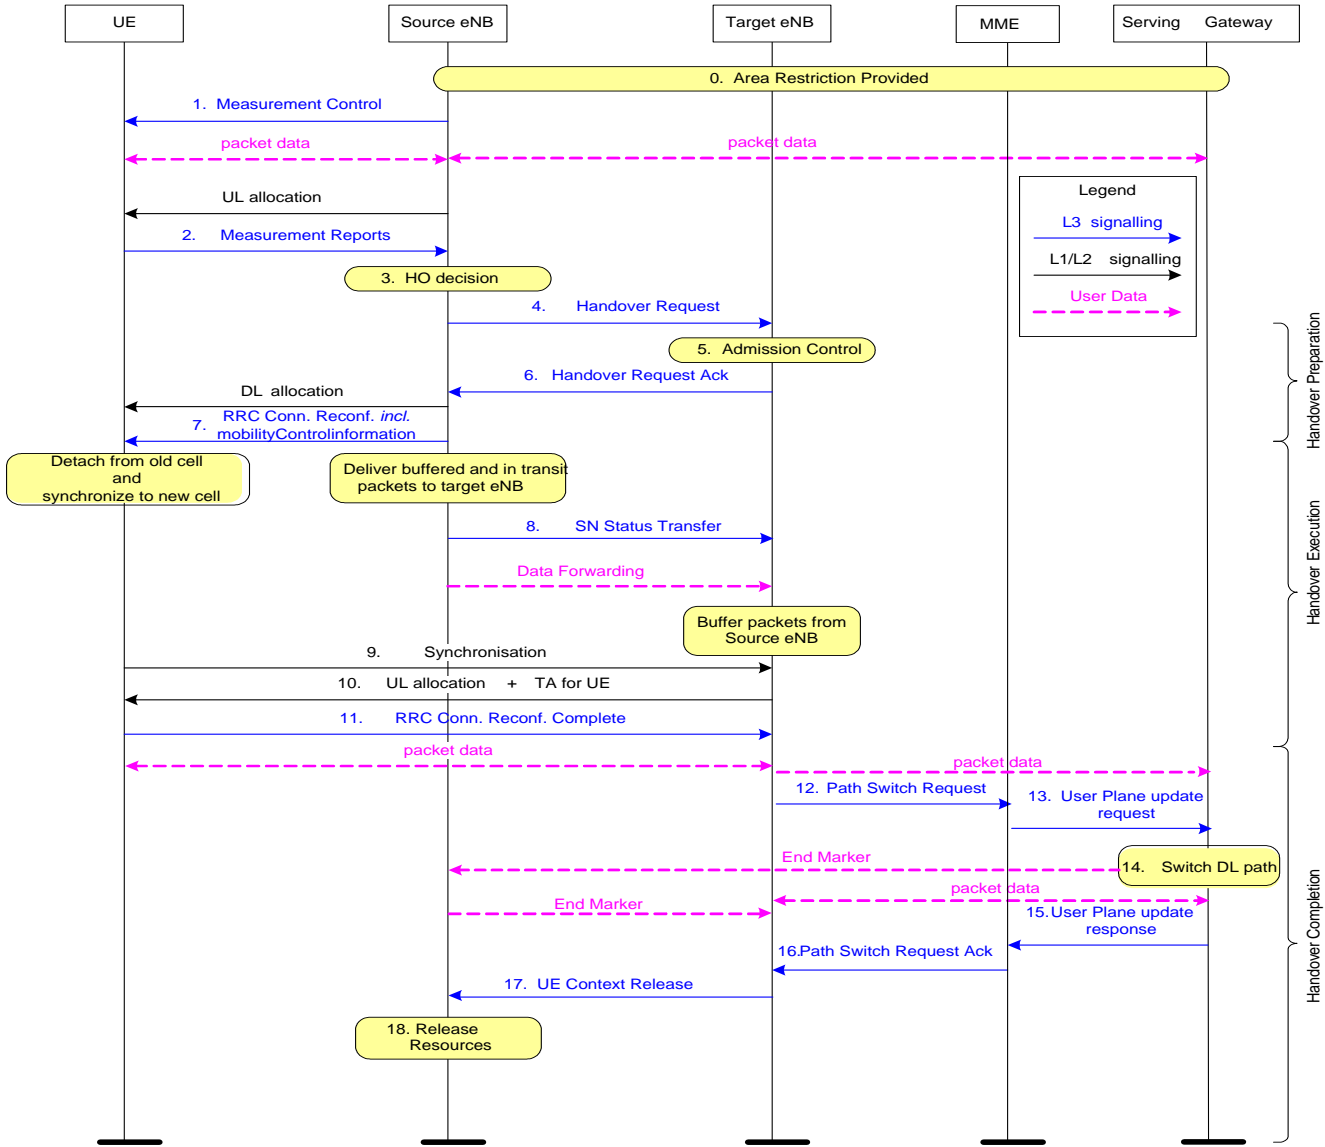 UE
Source eNB
Target eNB
MME
Serving Gateway
0. Area Restriction Provided
1. Measurement Control
packet data
packet data
Legend
L3 signalling
L1/L2 signalling
User Data
UL allocation
2. Measurement Reports
3. HO decision
4. Handover Request
5. Admission Control
6. Handover Request Ack
DL allocation
7. RRC Conn. Reconf. incl.
mobilityControlinformation
Handover Preparation
Detach from old cell
and
synchronize to new cell
Deliver buffered and in transit
packets to target eNB
8. SN Status Transfer
Data Forwarding
Buffer packets from
Source eNB
9. Synchronisation
10. UL allocation + TA for UE
11. RRC Conn. Reconf. Complete
Handover Execution
packet data
packet data
12. Path Switch Request
13. User Plane update
request
End Marker
14. Switch DL path
packet data
End Marker
15.User Plane update
response
16.Path Switch Request Ack
17. UE Context Release
18. Release
Resources
Handover Completion